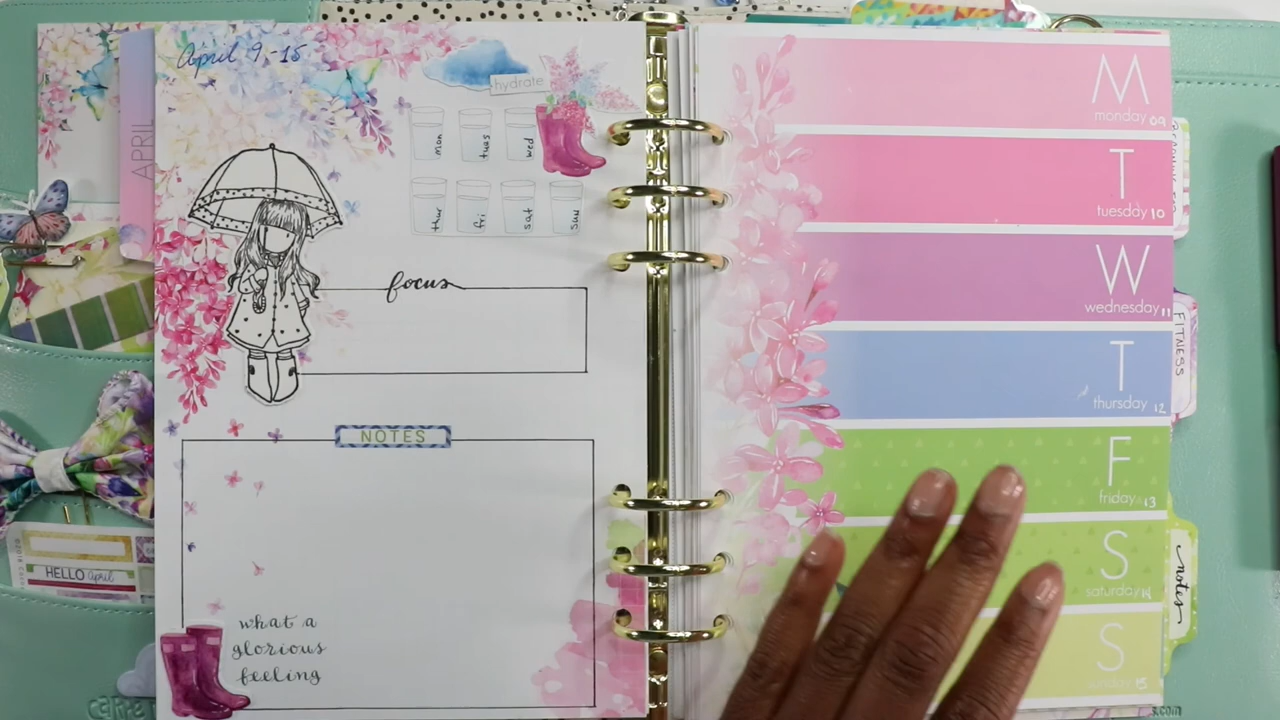 April 9-15
hydrate
mon
tues
wed
thur
fri
sat
sun
focus
NOTES
what a
glorious
feeling
APRIL
HELLO April
M
monday 09
T
tuesday 10
W
wednesday 11
T
thursday 12
F
friday 13
S
saturday 14
S
sunday 15
FITNESS
notes
s.com